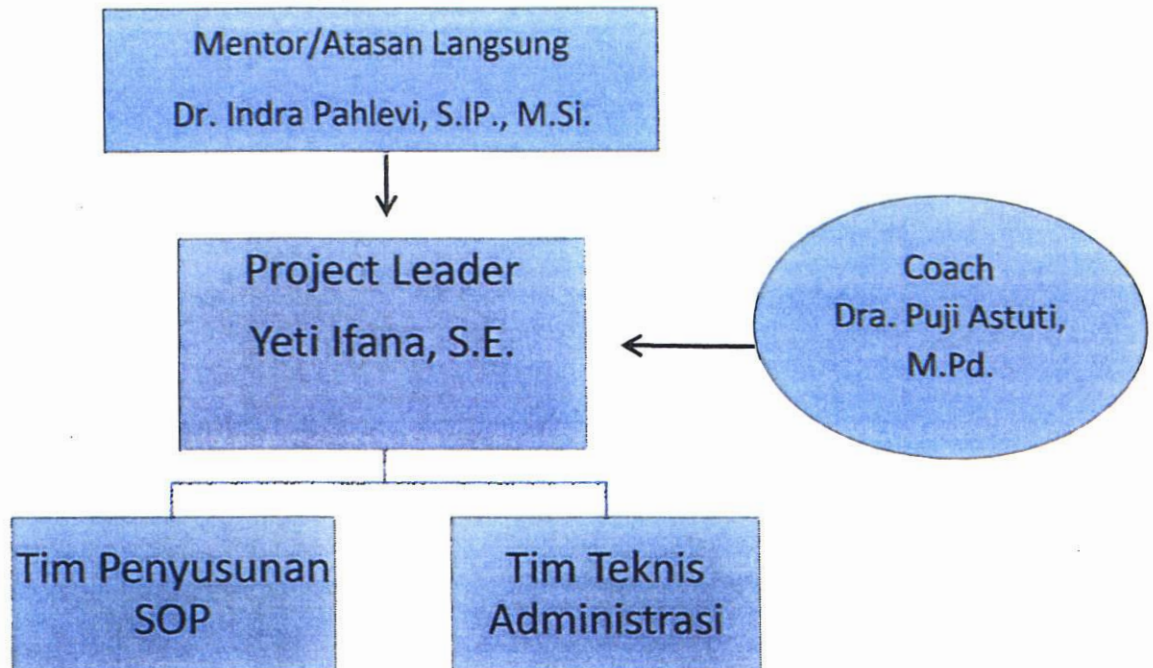 Mentor/Atasan Langsung
Dr. Indra Pahlevi, S.IP., M.Si.
Project Leader
Yeti Ifana, S.E.
Coach
Dra. Puji Astuti,
M.Pd.
Tim Penyusunan
SOP
Tim Teknis
Administrasi